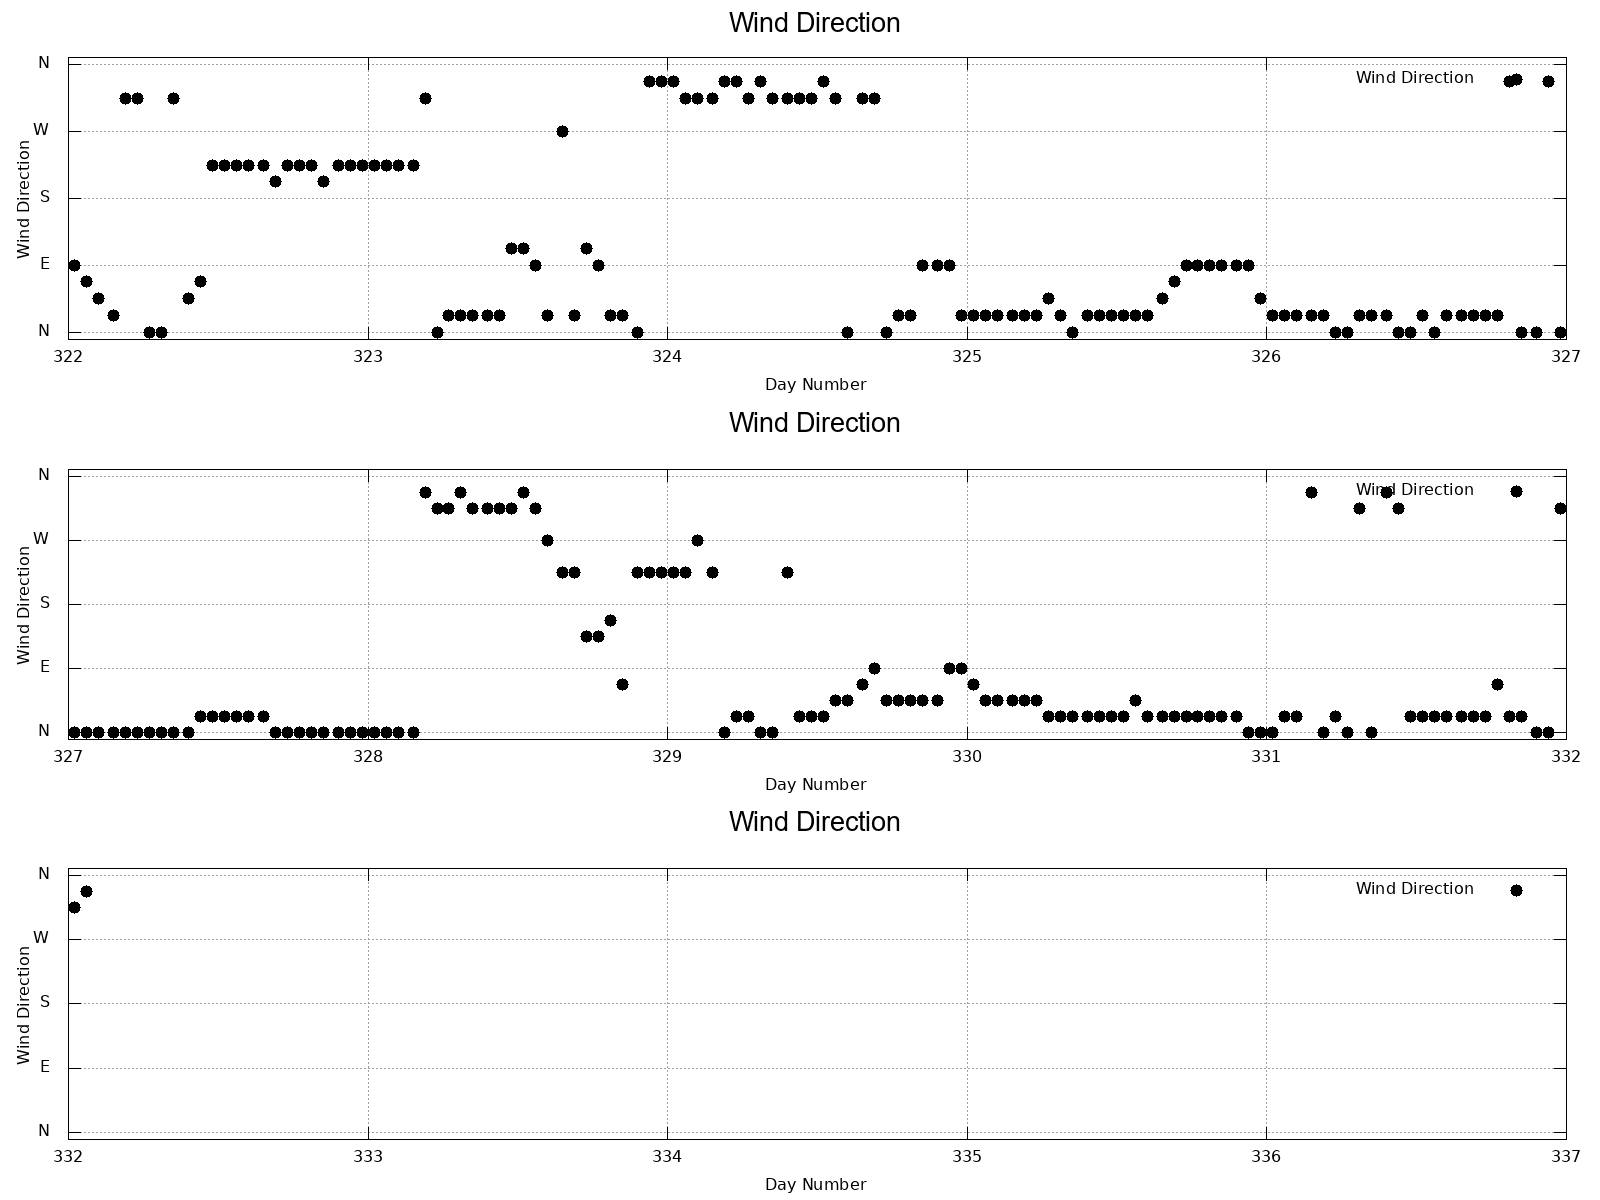 Wind Direction
N
Wind Direction
W
S
E
N
Wind Direction
322 323 324 325 326 327
Day Number
Wind Direction
N
Wind Direction
W
S
E
N
Wind Direction
327 328 329 330 331 332
Day Number
Wind Direction
N
Wind Direction
W
S
E
N
Wind Direction
332 333 334 335 336 337
Day Number